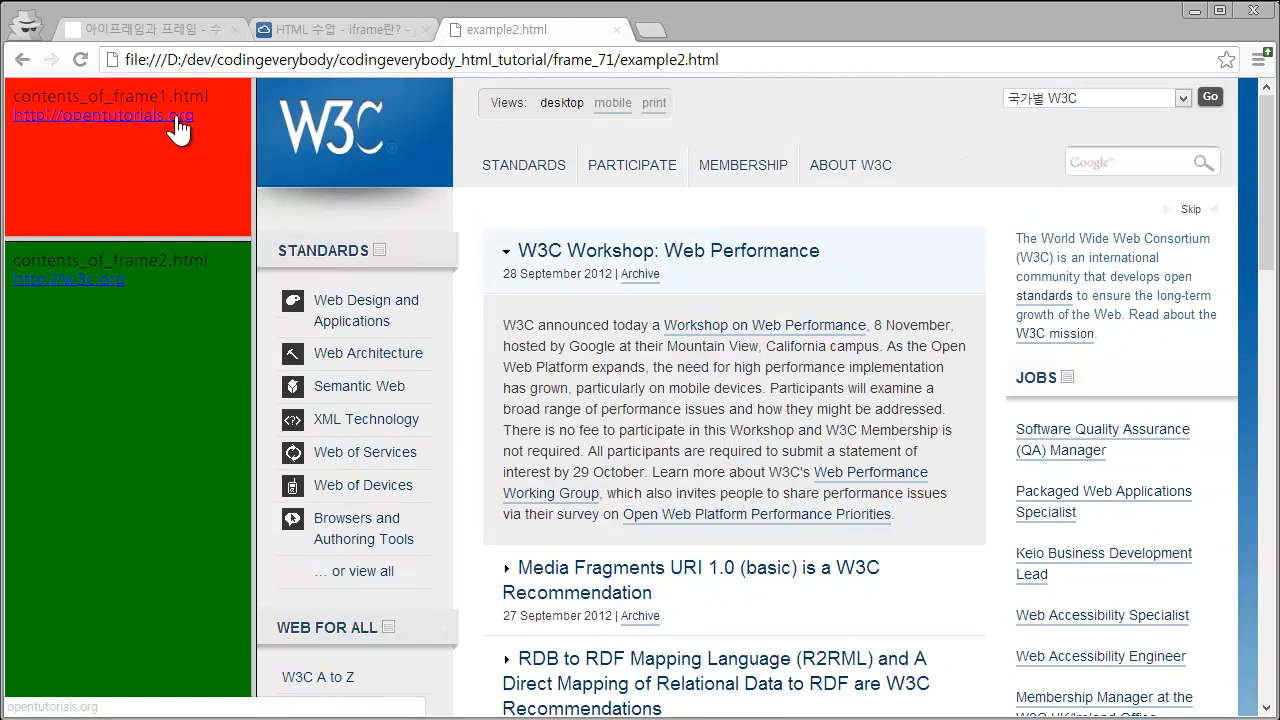 아이프레임과 프레임 - 수
HTML 수업 - iframe란? -
example2.html
file:///D:/dev/codingeverybody/codingeverybody_html_tutorial/frame_71/example2.html
contents_of_frame1.html
http://opentutorials.org
contents_of_frame2.html
http://w3c.org
opentutorials.org
W3C®
Views: desktop mobile print
국가별 W3C
Go
STANDARDS PARTICIPATE MEMBERSHIP ABOUT W3C
Google™
Skip
STANDARDS
Web Design and
Applications
Web Architecture
Semantic Web
XML Technology
Web of Services
Web of Devices
Browsers and
Authoring Tools
… or view all
WEB FOR ALL
W3C A to Z
W3C Workshop: Web Performance
28 September 2012 | Archive
W3C announced today a Workshop on Web Performance, 8 November,
hosted by Google at their Mountain View, California campus. As the Open
Web Platform expands, the need for high performance implementation
has grown, particularly on mobile devices. Participants will examine a
broad range of performance issues and how they might be addressed.
There is no fee to participate in this Workshop and W3C Membership is
not required. All participants are required to submit a statement of
interest by 29 October. Learn more about W3C's Web Performance
Working Group, which also invites people to share performance issues
via their survey on Open Web Platform Performance Priorities.
Media Fragments URI 1.0 (basic) is a W3C
Recommendation
27 September 2012 | Archive
RDB to RDF Mapping Language (R2RML) and A
Direct Mapping of Relational Data to RDF are W3C
Recommendations
The World Wide Web Consortium
(W3C) is an international
community that develops open
standards to ensure the long-term
growth of the Web. Read about the
W3C mission.
JOBS
Software Quality Assurance
(QA) Manager
Packaged Web Applications
Specialist
Keio Business Development
Lead
Web Accessibility Specialist
Web Accessibility Engineer
Membership Manager at the
W3C UK/Ireland Office